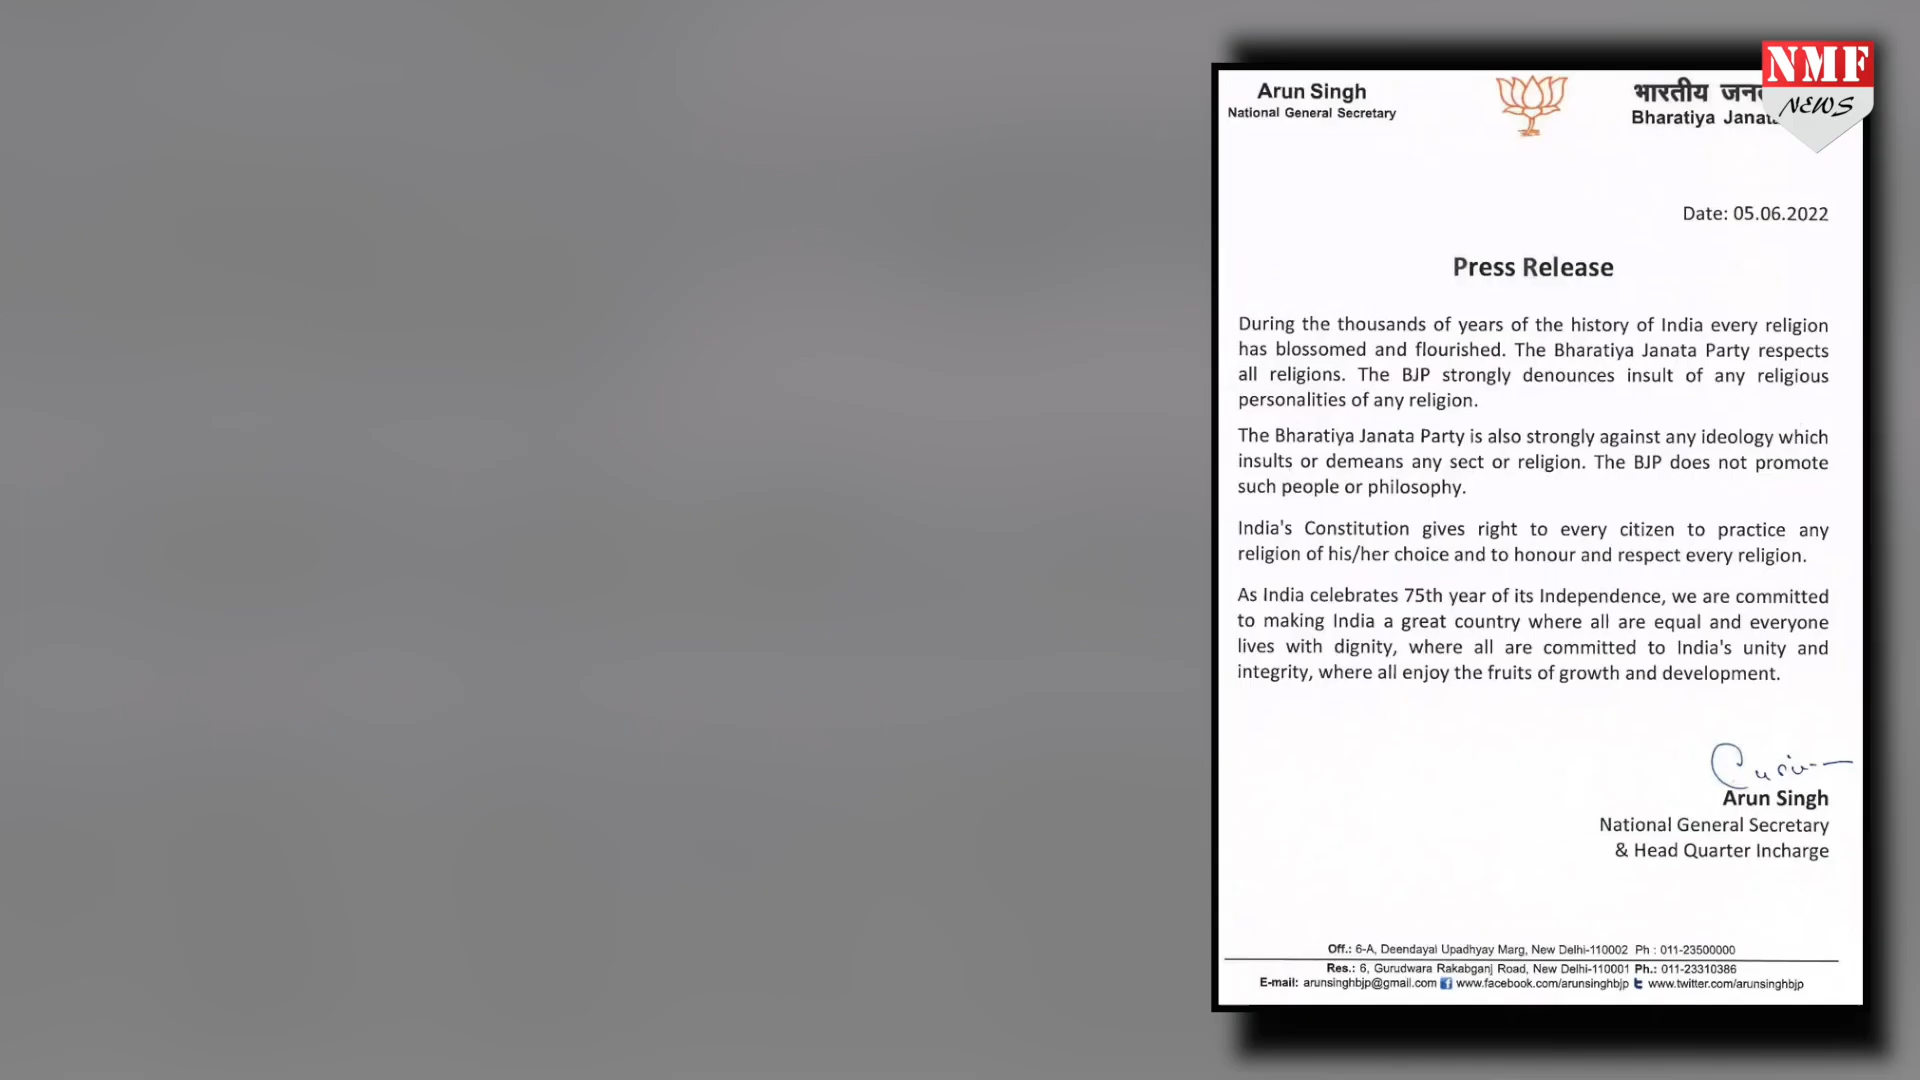 Arun Singh
National General Secretary
भारतीय
Bharatiya
NMF
NEWS
Date: 05.06.2022
Press Release
During the thousands of years of the history of India every religion
has blossomed and flourished. The Bharatiya Janata Party respects
all religions. The BJP strongly denounces insult of any religious
personalities of any religion.
The Bharatiya Janata Party is also strongly against any ideology which
insults or demeans any sect or religion. The BJP does not promote
such people or philosophy.
India's Constitution gives right to every citizen to practice any
religion of his/her choice and to honour and respect every religion.
As India celebrates 75th year of its Independence, we are committed
to making India a great country where all are equal and everyone
lives with dignity, where all are committed to India's unity and
integrity, where all enjoy the fruits of growth and development.
Arun Singh
National General Secretary
& Head Quarter Incharge
Off.: 6-A, Deendayal Upadhyay Marg, New Delhi-110002 Ph : 011-23500000
Res.: 6, Gurudwara Rakabganj Road, New Delhi-110001 Ph.: 011-23310386
E-mail: arunsinghbjp@gmail.com www.facebook.com/arunsinghbjp www.twitter.com/arunsinghbjp